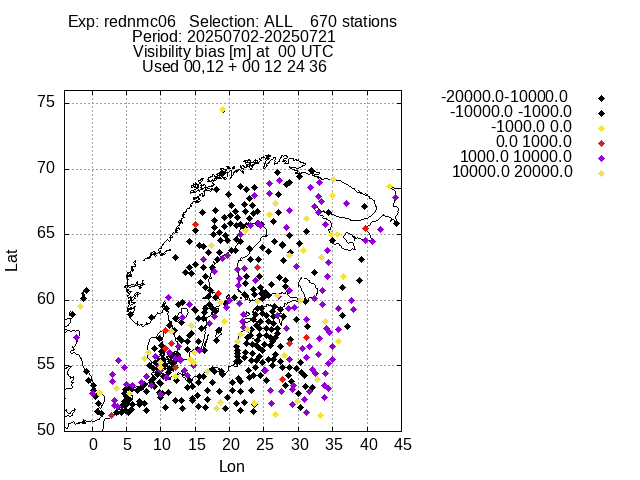 Exp: rednmc06 Selection: ALL 670 stations
Period: 20250702-20250721
Visibility bias [m] at 00 UTC
Used 00,12 + 00 12 24 36
-20000.0-10000.0
-10000.0 -1000.0
-1000.0 0.0
0.0 1000.0
1000.0 10000.0
10000.0 20000.0
75
70
65
60
55
50
Lat
0 5 10 15 20 25 30 35 40 45
Lon